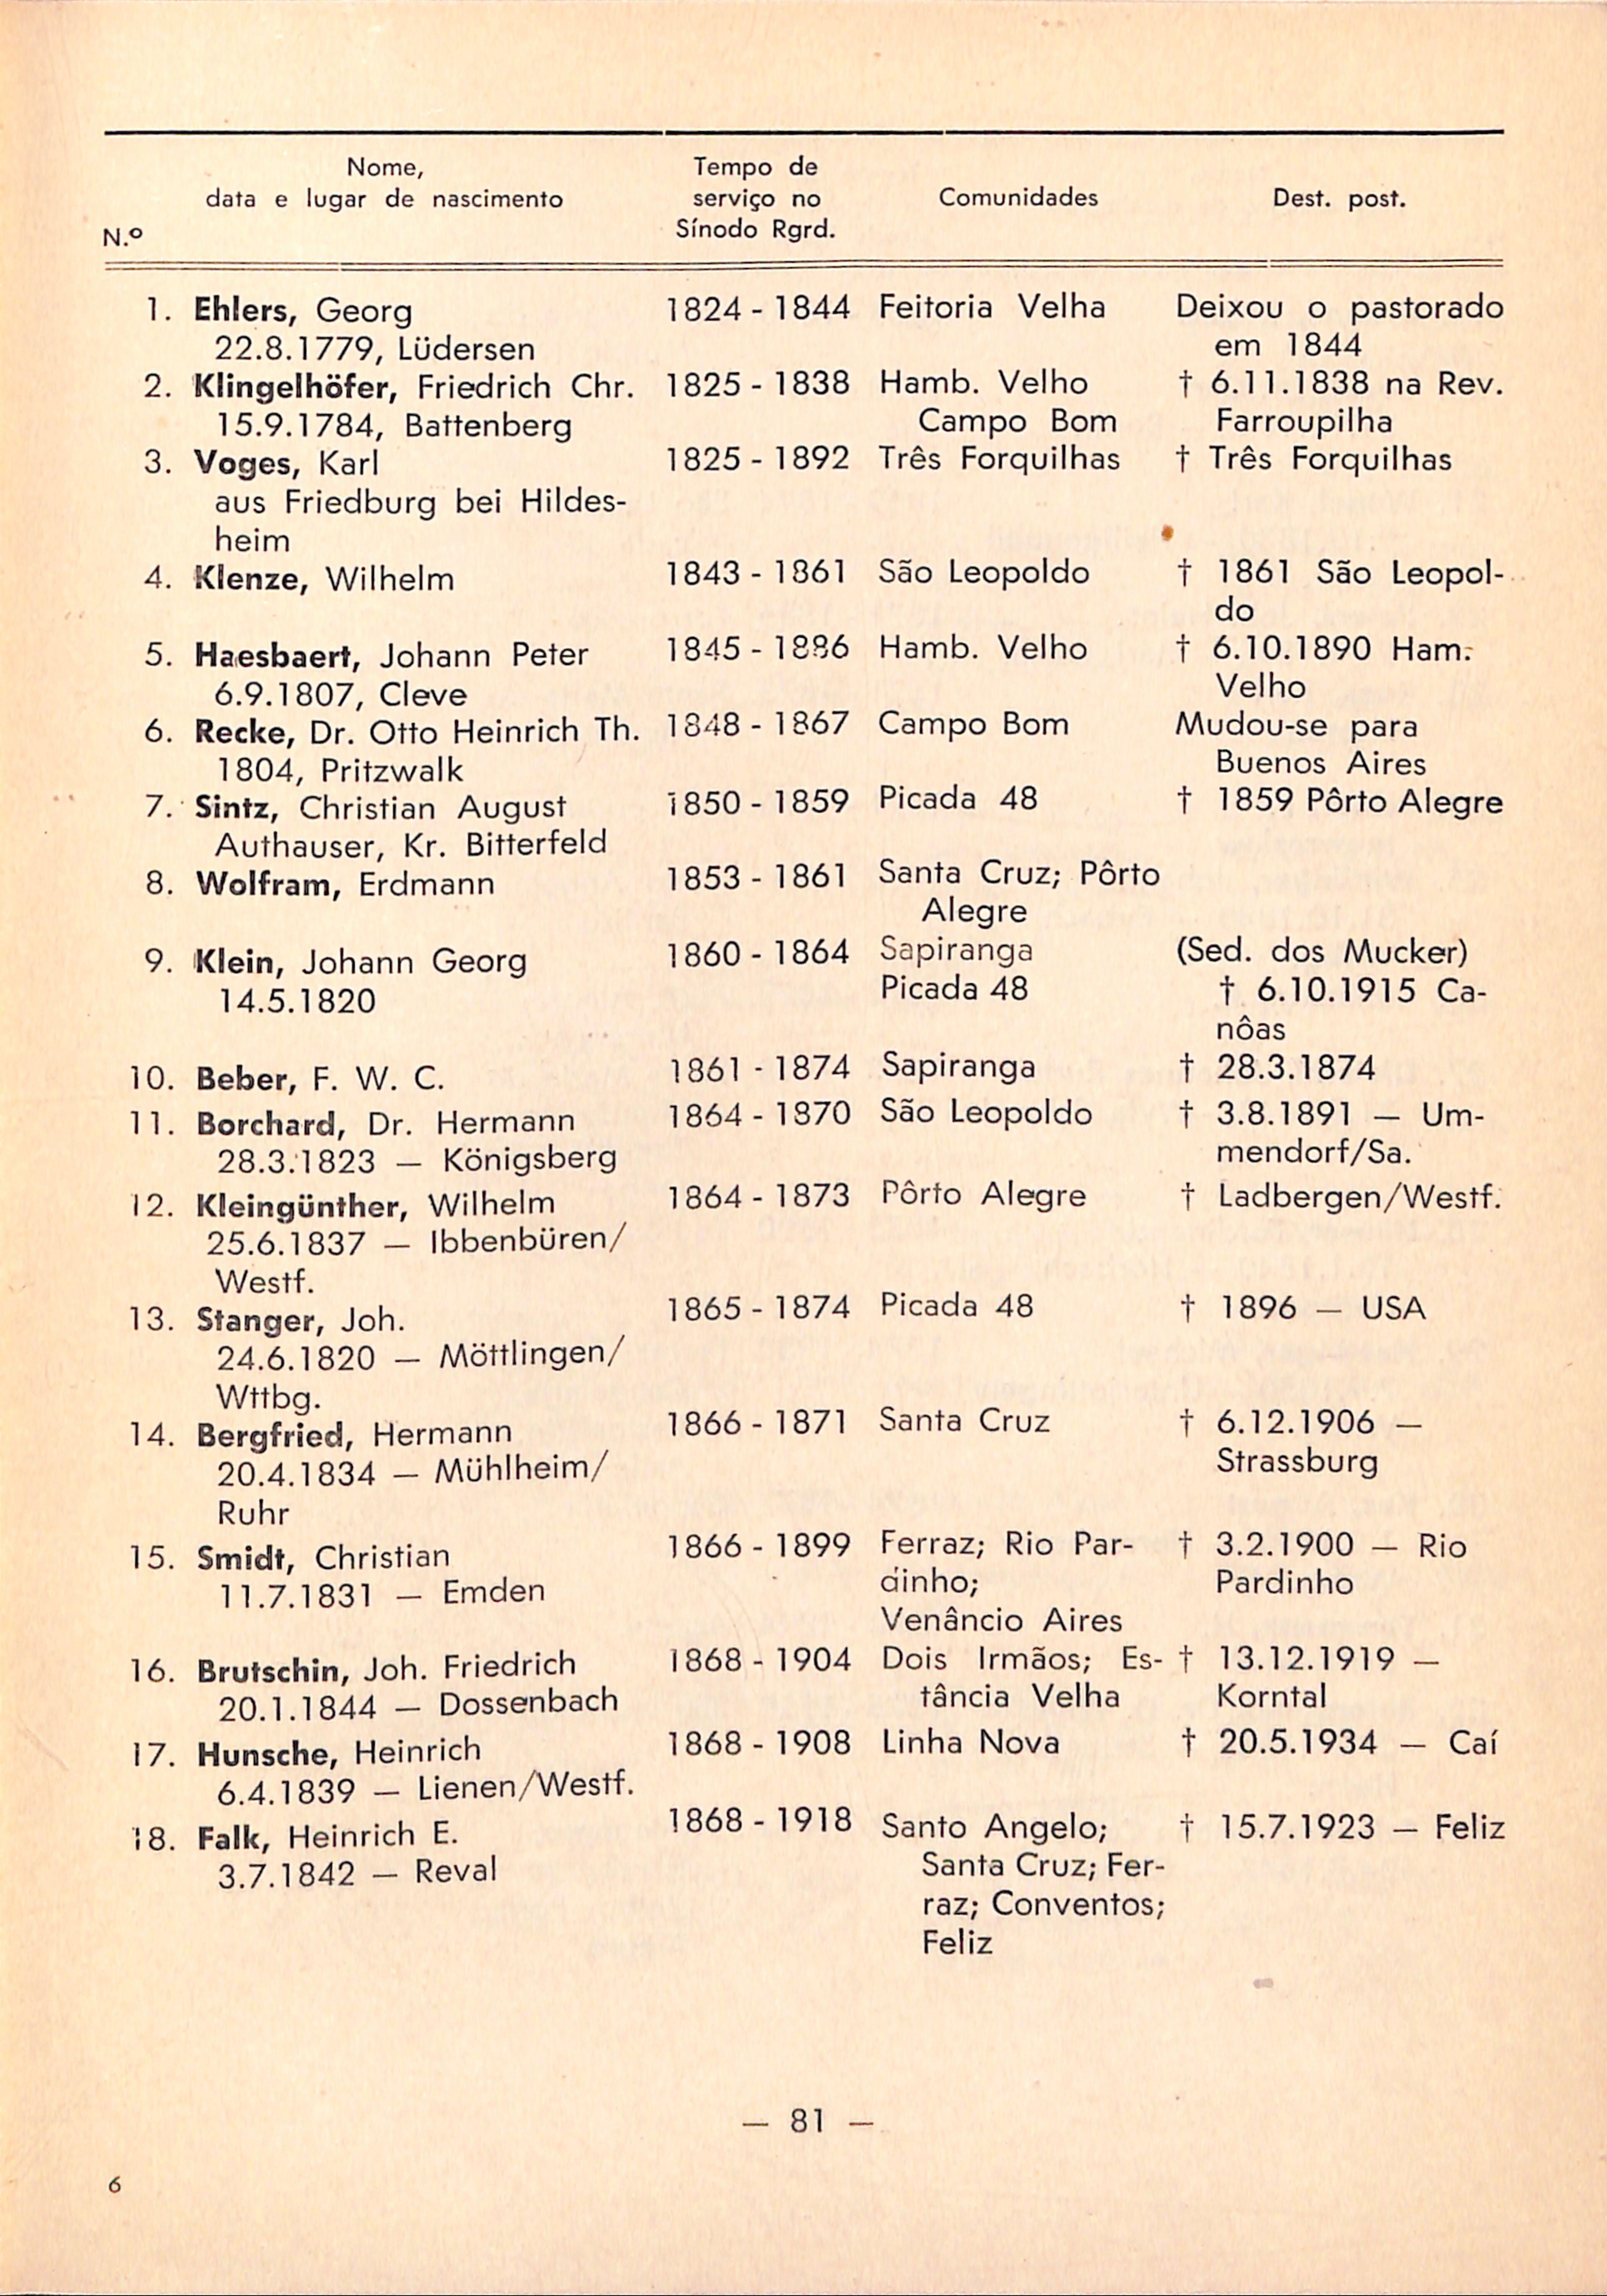 Nome,
data e lugar de nascimento
N.º
Tempo de
serviço no
Sínodo Rgrd.
Comunidades
Dest. post.
1. Ehlers, Georg 1824 - 1844 Feitoria Velha Deixou o pastorado
22.8.1779, Lüdersen em 1844
2. Klingelhöfer, Friedrich Chr. 1825 - 1838 Hamb. Velho † 6.11.1838 na Rev.
15.9.1784, Battenberg Campo Bom Farroupilha
3. Voges, Karl 1825 - 1892 Três Forquilhas † Três Forquilhas
aus Friedburg bei Hildes-
heim
4. Klenze, Wilhelm 1843 - 1861 São Leopoldo † 1861 São Leopol-
do
5. Haesbaert, Johann Peter 1845 - 1886 Hamb. Velho † 6.10.1890 Ham.
6.9.1807, Cleve Velho
6. Recke, Dr. Otto Heinrich Th. 1848 - 1867 Campo Bom Mudou-se para
1804, Pritzwalk Buenos Aires
7. Sintz, Christian August 1850 - 1859 Picada 48 † 1859 Pôrto Alegre
Authauser, Kr. Bitterfeld
8. Wolfram, Erdmann 1853 - 1861 Santa Cruz; Pôrto
Alegre
9. Klein, Johann Georg 1860 - 1864 Sapiranga (Sed. dos Mucker)
14.5.1820 Picada 48 † 6.10.1915 Ca-
nôas
10. Beber, F. W. C. 1861 - 1874 Sapiranga † 28.3.1874
11. Borchard, Dr. Hermann 1864 - 1870 São Leopoldo † 3.8.1891 — Um-
28.3.1823 — Königsberg mendorf/Sa.
12. Kleingünther, Wilhelm 1864 - 1873 Pôrto Alegre † Ladbergen/Westf.
25.6.1837 — Ibbenbüren/
Westf.
13. Stanger, Joh. 1865 - 1874 Picada 48 † 1896 — USA
24.6.1820 — Möttlingen/
Wttbg.
14. Bergfried, Hermann 1866 - 1871 Santa Cruz † 6.12.1906 —
20.4.1834 — Mühlheim/ Strassburg
Ruhr
15. Smidt, Christian 1866 - 1899 Ferraz; Rio Par- † 3.2.1900 — Rio
11.7.1831 — Emden dinho; Pardinho
Venâncio Aires
16. Brutschin, Joh. Friedrich 1868 - 1904 Dois Irmãos; Es- † 13.12.1919 —
20.1.1844 — Dossenbach tância Velha Korntal
17. Hunsche, Heinrich 1868 - 1908 Linha Nova † 20.5.1934 — Caí
6.4.1839 — Lienen/Westf.
18. Falk, Heinrich E. 1868 - 1918 Santo Angelo; † 15.7.1923 — Feliz
3.7.1842 — Reval Santa Cruz; Fer-
raz; Conventos;
Feliz
— 81 —
6